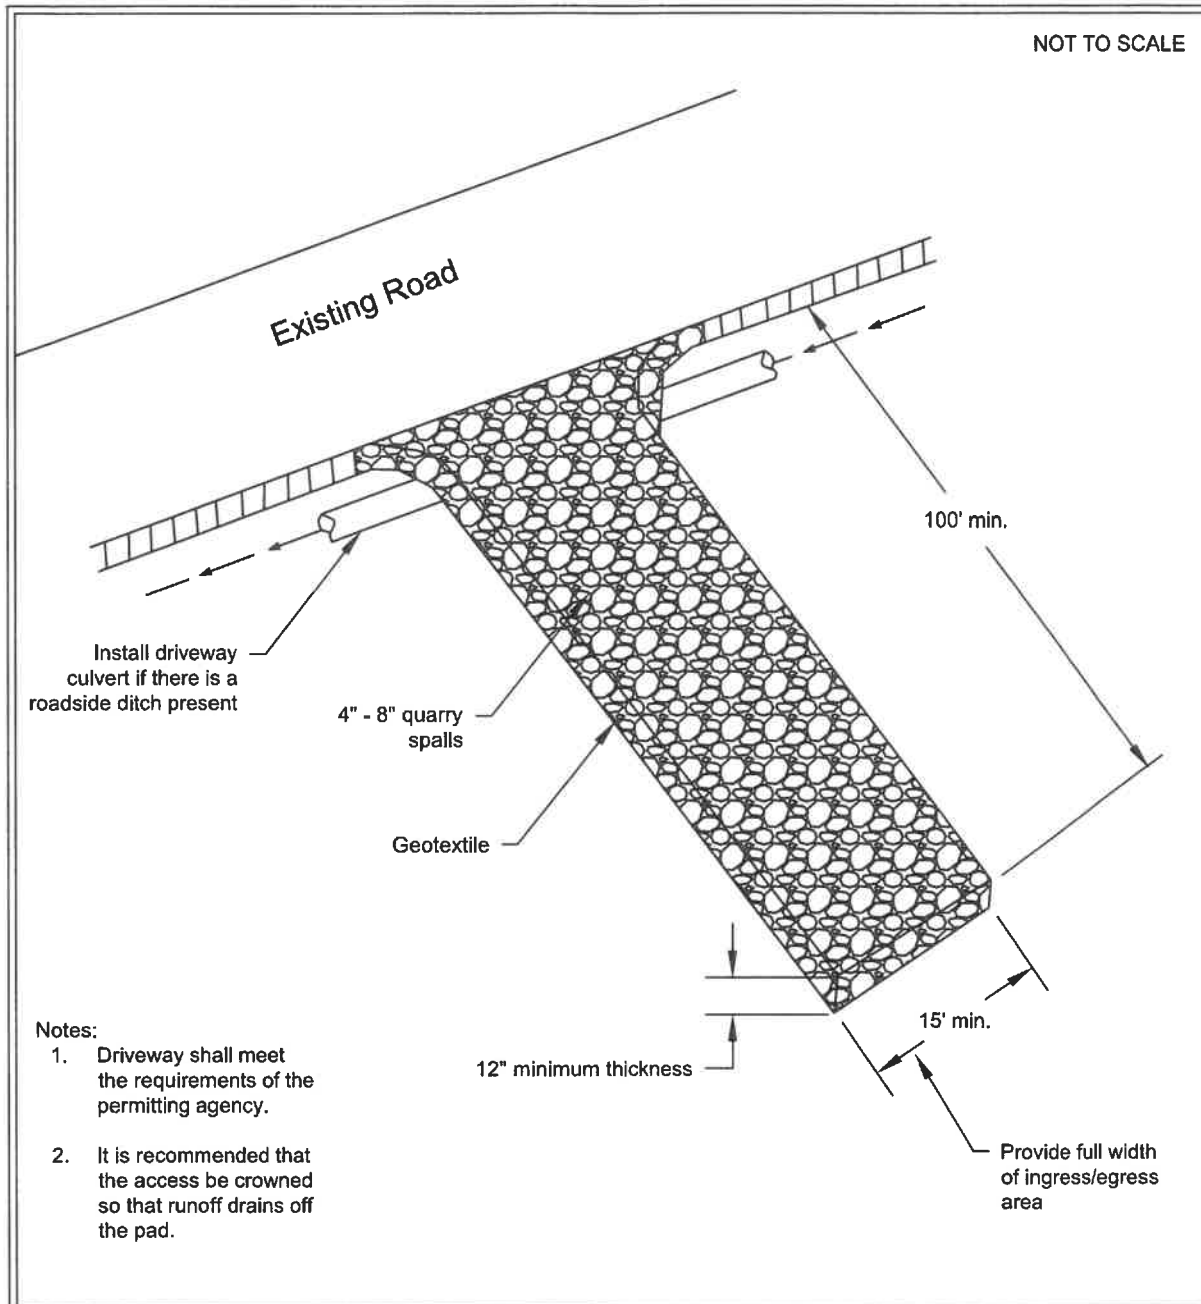 NOT TO SCALE
Existing Road
100' min.
Install driveway
culvert if there is a
roadside ditch present
4" - 8" quarry
spalls
Geotextile
15' min.
12" minimum thickness
Provide full width
of ingress/egress
area
Notes:
1. Driveway shall meet
the requirements of the
permitting agency.
2. It is recommended that
the access be crowned
so that runoff drains off
the pad.